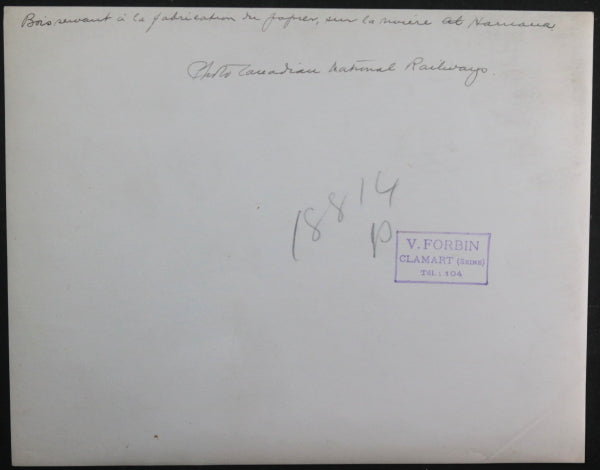 Bois servant à la fabrication du papier, sur la rivière
Photo Canadian National Railways.
18814
P
V. FORBIN
CLAMART (SEINE)
TÉL.: 104